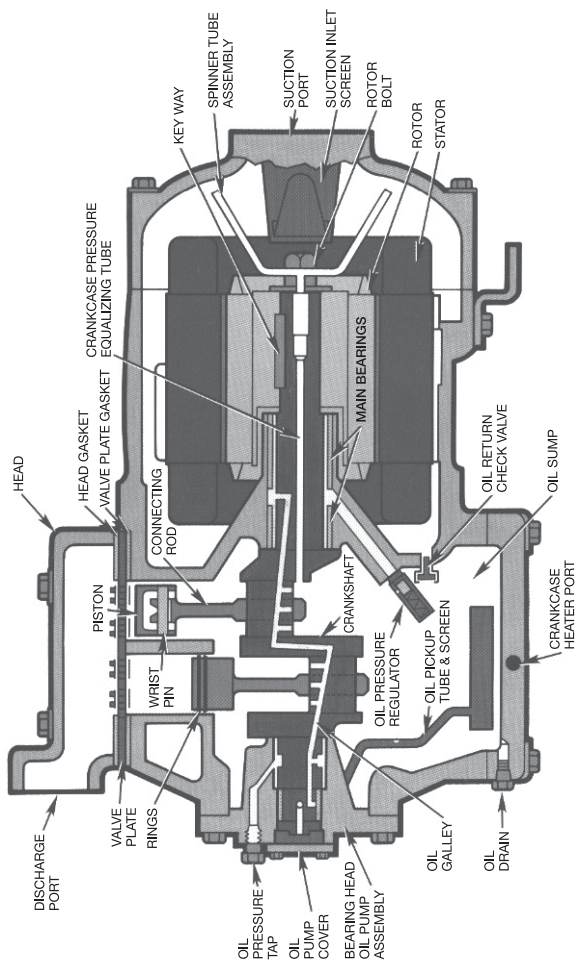 DISCHARGE
PORT
VALVE
PLATE
RINGS
OIL
PRESSURE
TAP
OIL
PUMP
COVER
BEARING HEAD
OIL PUMP
ASSEMBLY
OIL
GALLEY
OIL
DRAIN
HEAD
HEAD GASKET
VALVE PLATE GASKET
PISTON
WRIST
PIN
CONNECTING
ROD
CRANKSHAFT
OIL PRESSURE
REGULATOR
OIL PICKUP
TUBE & SCREEN
CRANKCASE
HEATER PORT
CRANKCASE PRESSURE
EQUALIZING TUBE
MAIN BEARINGS
OIL RETURN
CHECK VALVE
OIL SUMP
KEY WAY
SPINNER TUBE
ASSEMBLY
SUCTION
PORT
SUCTION INLET
SCREEN
ROTOR
BOLT
ROTOR
STATOR